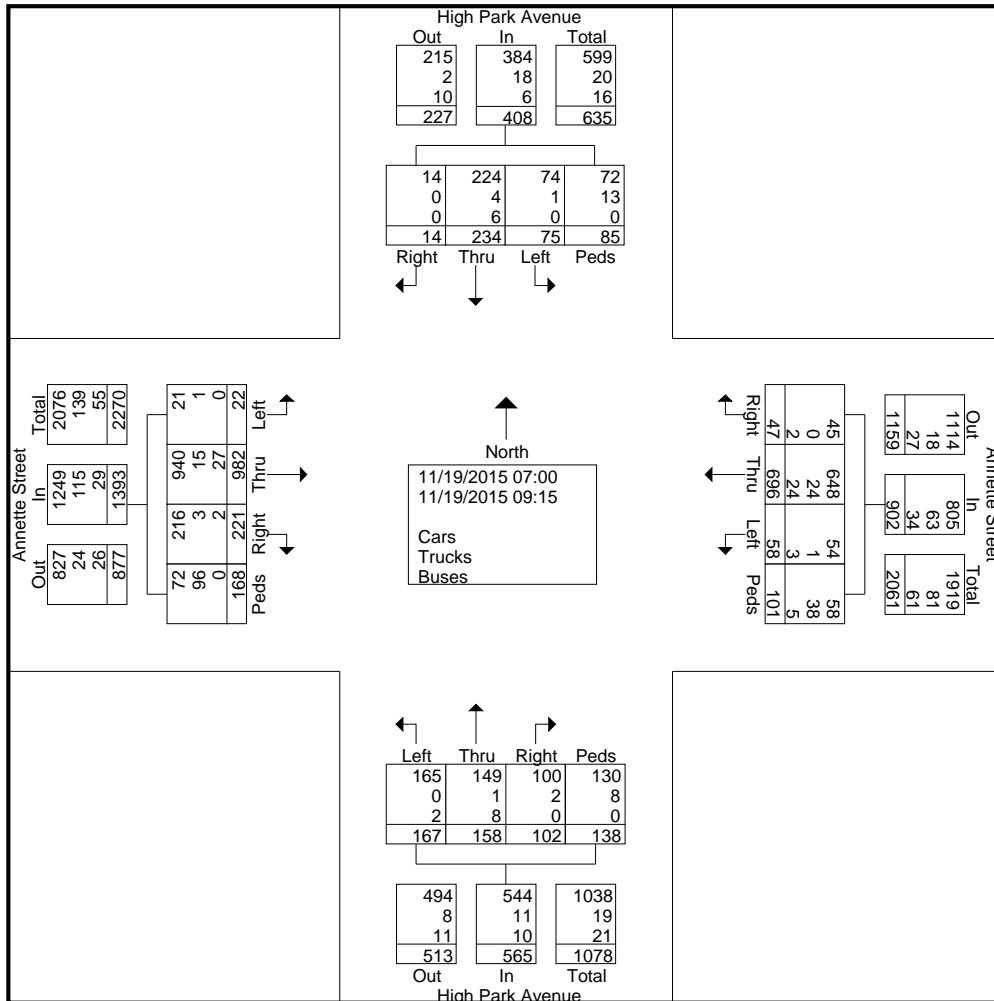 High Park Avenue
Out In Total
215 384 599
2 18 20
10 6 16
227 408 635
14 224 74 72
0 4 1 13
0 6 0 0
14 234 75 85
Right Thru Left Peds
Annette Street
Total
2076
139
55
2270
In
1249
115
29
1393
Out
827
24
26
877
Left
21
1
0
22
Thru
940
15
27
982
Right
216
3
2
221
Peds
72
96
0
168
North
11/19/2015 07:00
11/19/2015 09:15
Cars
Trucks
Buses
Right
45
0
2
47
Thru
648
24
24
696
Left
54
1
3
58
Peds
58
38
5
101
Annette Street
Out
1114
18
27
1159
In
805
63
34
902
Total
1919
81
61
2061
Left Thru Right Peds
165 149 100 130
0 1 2 8
2 8 0 0
167 158 102 138
494 544 1038
8 11 19
11 10 21
513 565 1078
Out In Total
High Park Avenue